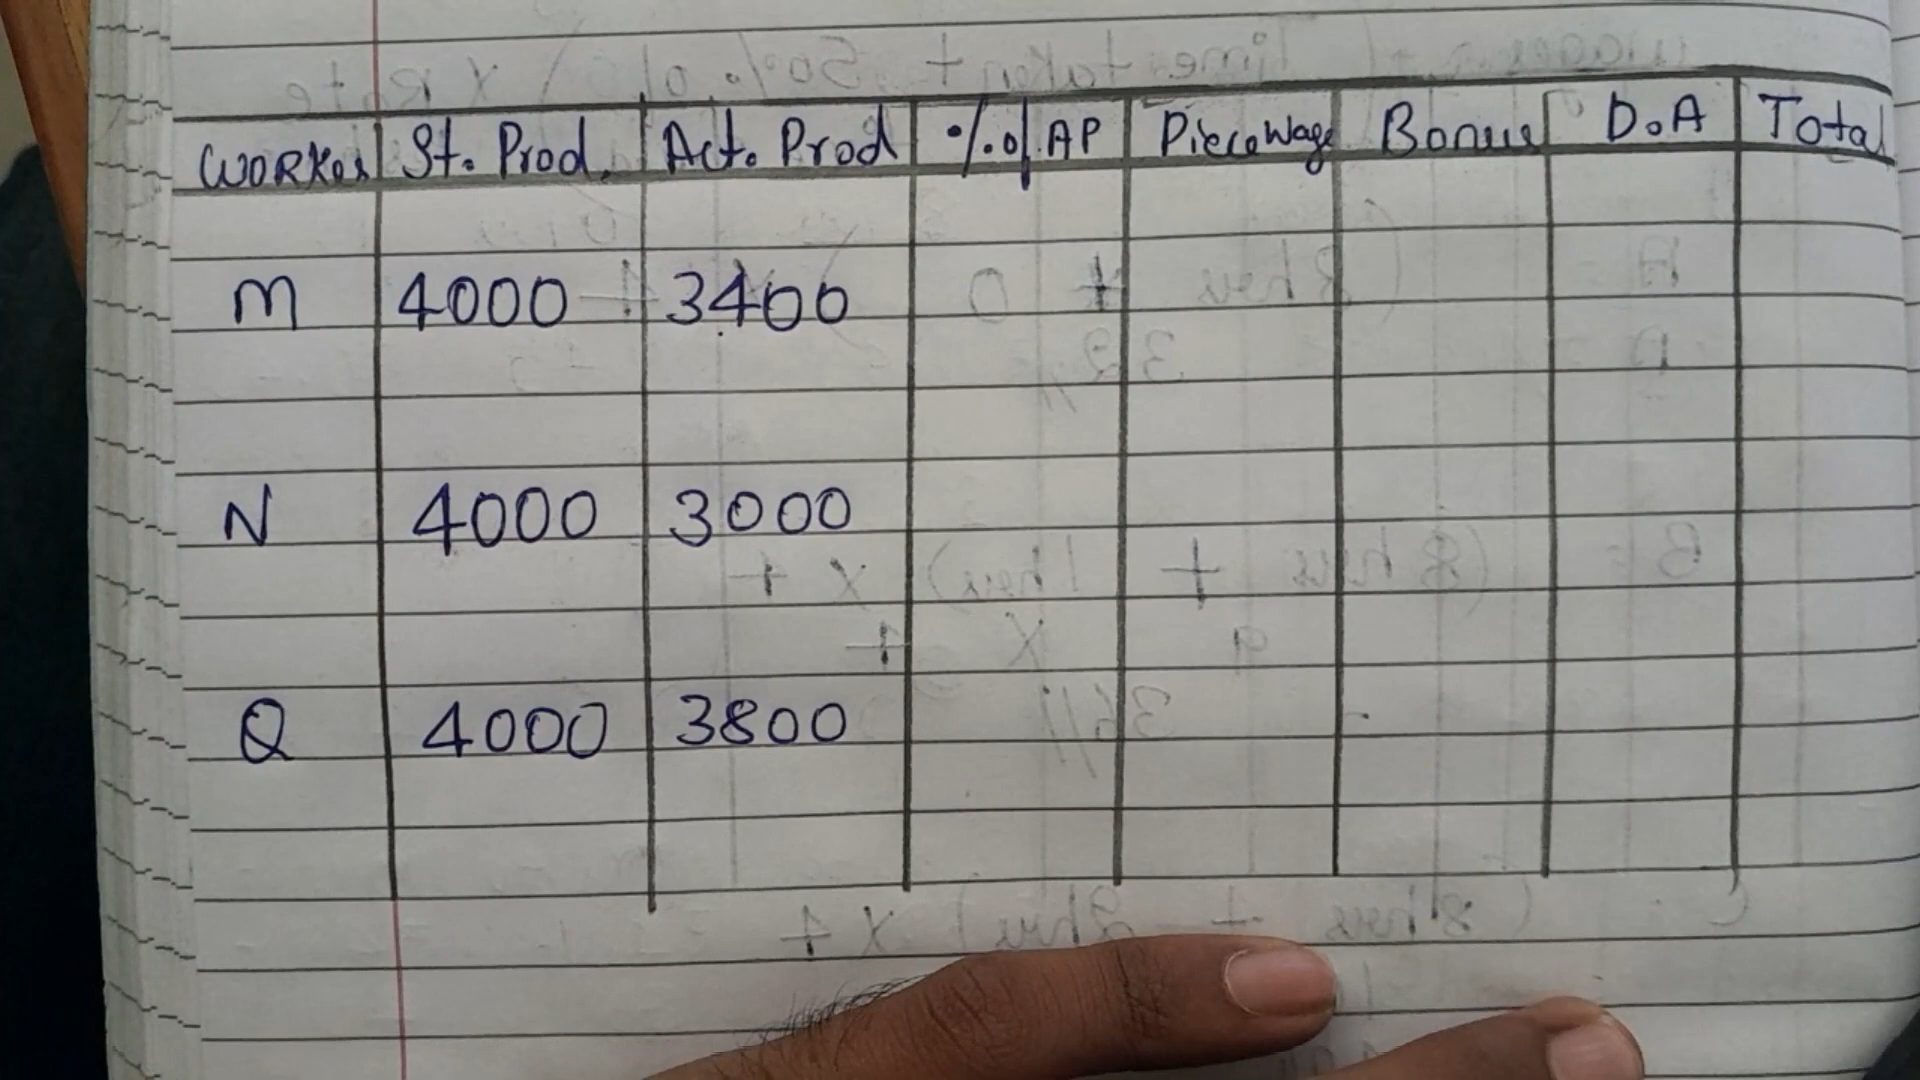 Worker St. Prod. Act. Prod %.of AP Piece Wage Bonus D.A Total
M 4000 3400
N 4000 3000
Q 4000 3800